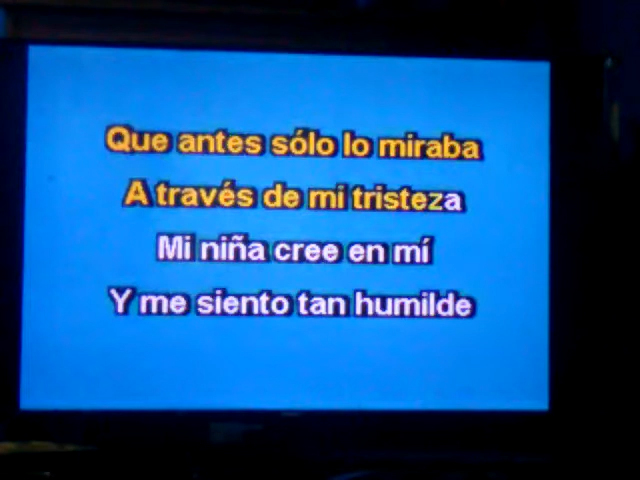 Que antes sólo lo miraba
A través de mi tristeza
Mi niña cree en mí
Y me siento tan humilde